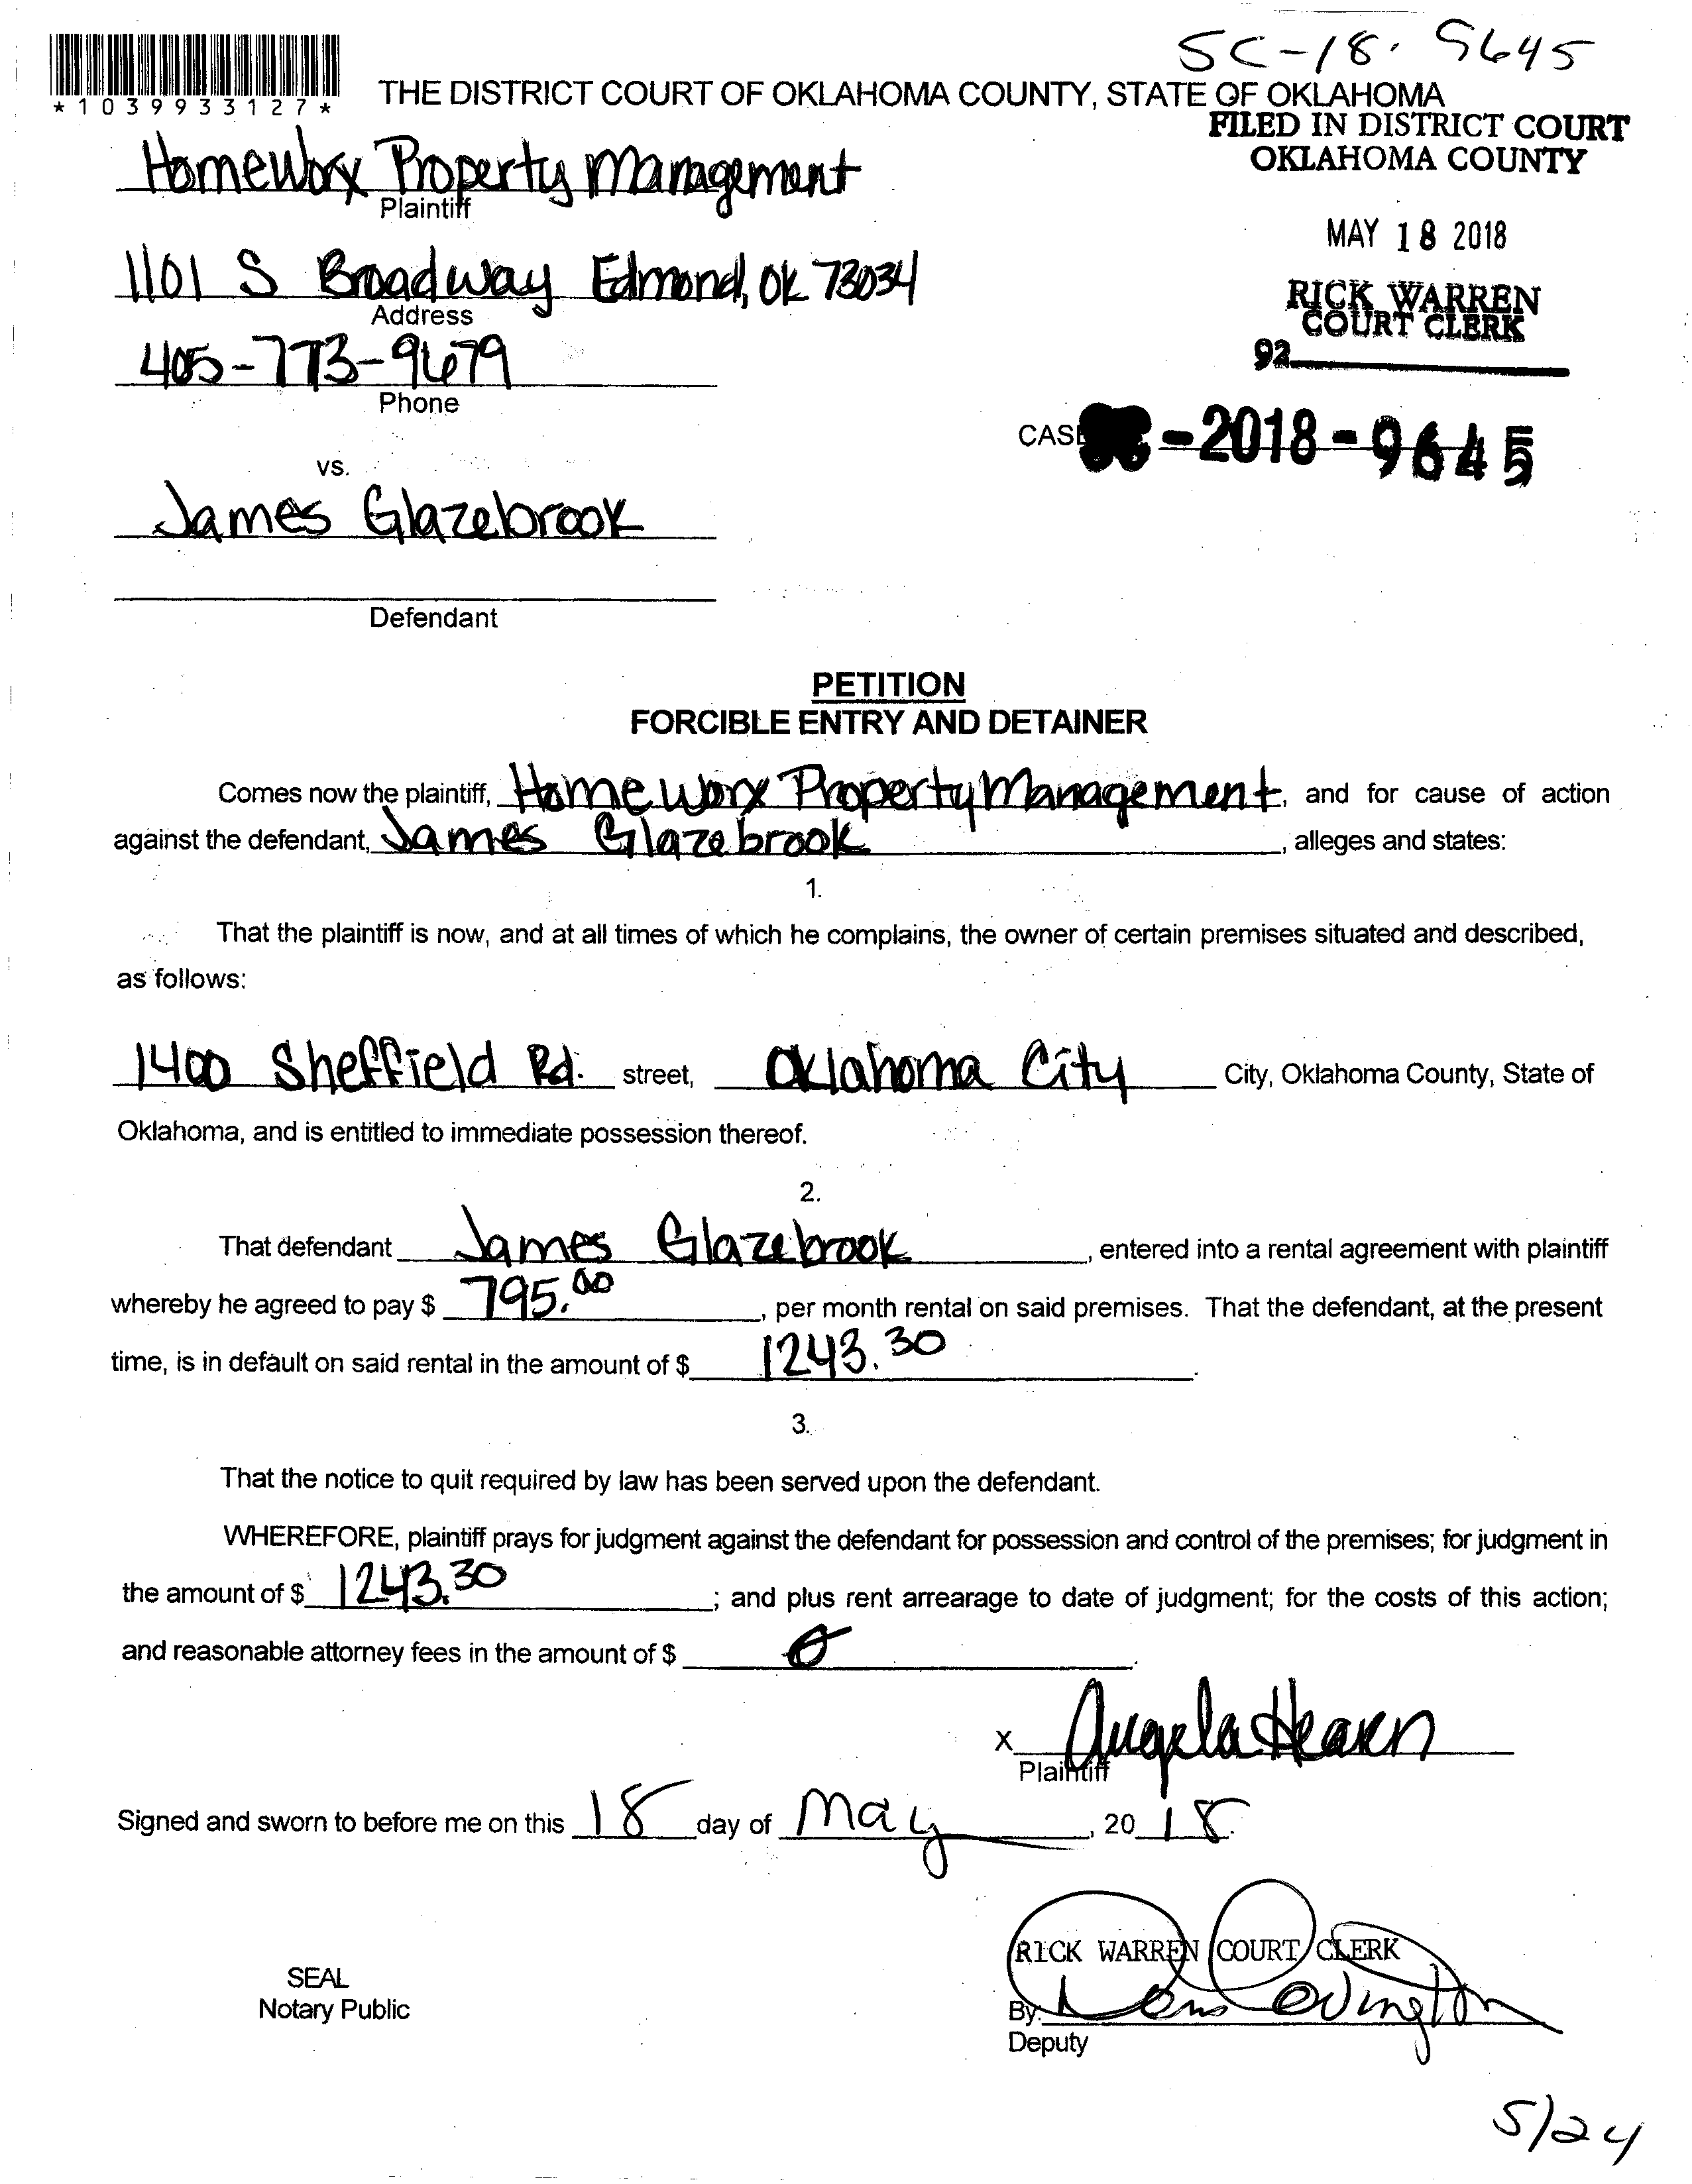 SC-18-9645
*1039933127*
THE DISTRICT COURT OF OKLAHOMA COUNTY, STATE OF OKLAHOMA
FILED IN DISTRICT COURT
OKLAHOMA COUNTY
Homeworx Property Management
Plaintiff
MAY 18 2018
1101 S Broadway Edmond, OK 73034
Address
RICK WARREN
COURT CLERK
92
405-773-9679
Phone
CASE SC-2018-9645
vs.
James Glazebrook
Defendant
PETITION
FORCIBLE ENTRY AND DETAINER
Comes now the plaintiff, Homeworx Property Management, and for cause of action
against the defendant, James Glazebrook, alleges and states:
1.
That the plaintiff is now, and at all times of which he complains, the owner of certain premises situated and described,
as follows:
1400 Sheffield Rd. street, Oklahoma City City, Oklahoma County, State of
Oklahoma, and is entitled to immediate possession thereof.
2.
That defendant James Glazebrook, entered into a rental agreement with plaintiff
whereby he agreed to pay $ 795.00, per month rental on said premises. That the defendant, at the present
time, is in default on said rental in the amount of $ 1243.30.
3.
That the notice to quit required by law has been served upon the defendant.
WHEREFORE, plaintiff prays for judgment against the defendant for possession and control of the premises; for judgment in
the amount of $ 1243.30; and plus rent arrearage to date of judgment; for the costs of this action;
and reasonable attorney fees in the amount of $ 0.
X Angela Hearn
Plaintiff
Signed and sworn to before me on this 18 day of May, 2018.
RICK WARREN COURT CLERK
SEAL
Notary Public
By: Covington
Deputy
5/24